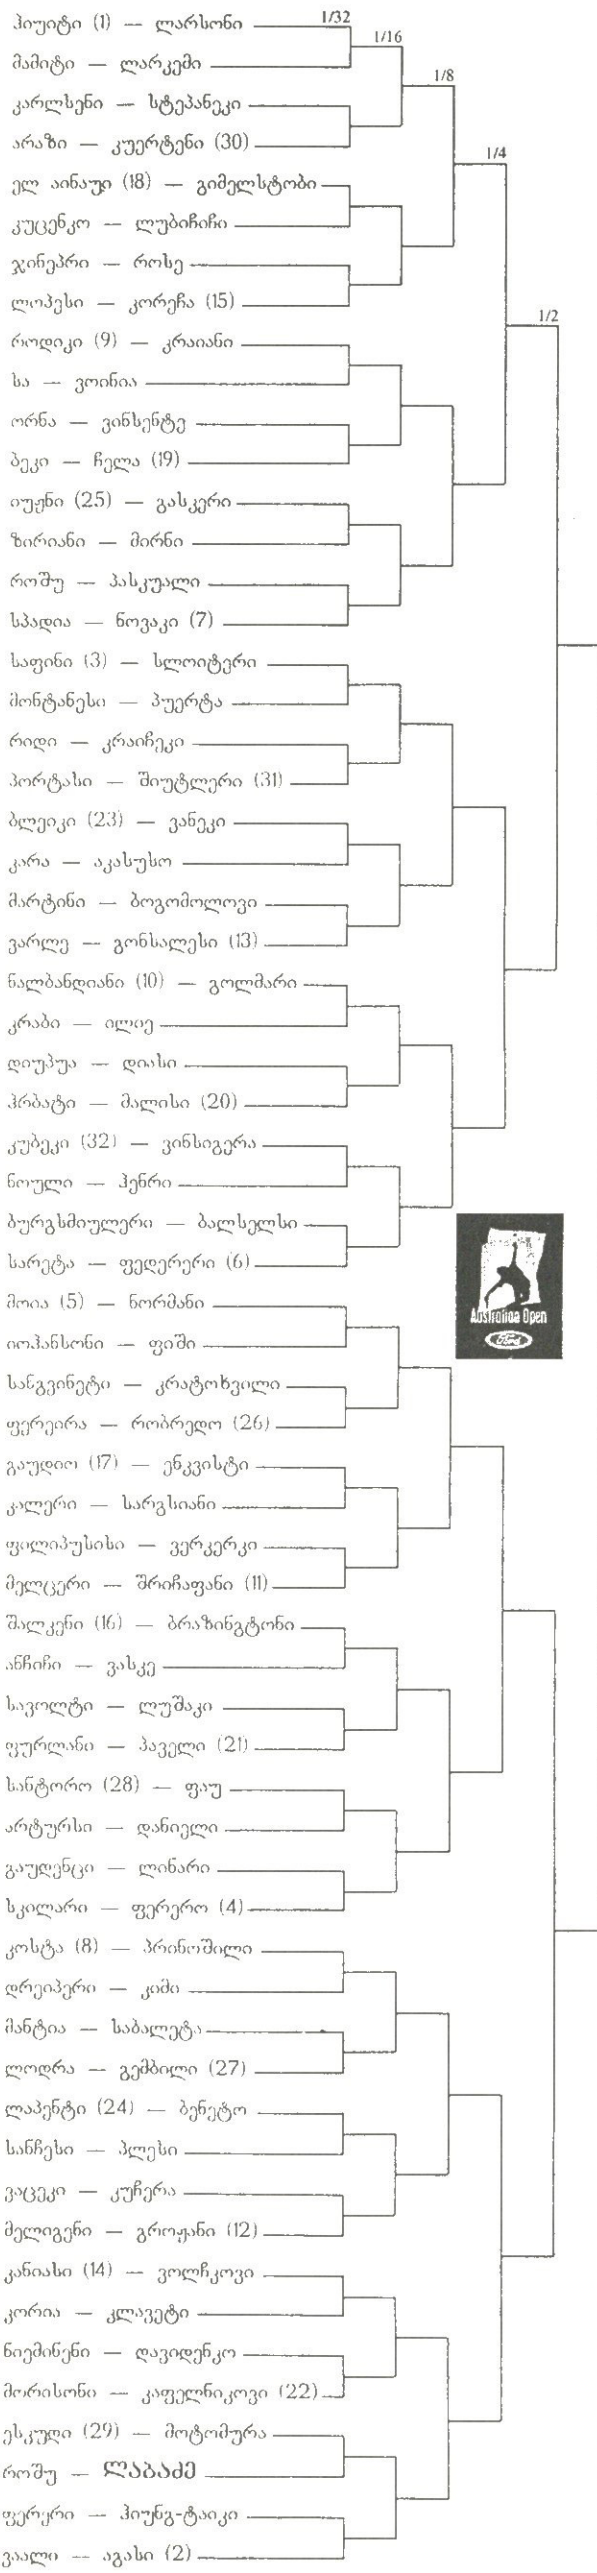 ჰიუიტი (1) — ლარსონი
1/32
1/16
1/8
1/4
1/2
მამიტი — ლარკემი
კარლსენი — სტეპანეკი
არაზი — კუერტენი (30)
ელ აინაუი (18) — გიმელსტობი
კუცენკო — ლუბიჩიჩი
ჯინეპრი — როსე
ლოპესი — კორეჩა (15)
როდიკი (9) — კრაიანი
სა — ვოინია
ორნა — ვინსენტე
ბეკი — ჩელა (19)
იუჟნი (25) — გასკერი
ზირიანი — მირნი
როშუ — პასკუალი
სპადია — ნოვაკი (7)
საფინი (3) — სლოიტერი
მონტანესი — პუერტა
რიდი — კრაიჩეკი
პორტასი — შიუტლერი (31)
ბლეიკი (23) — ვანეკი
კარა — აკასუსო
მარტინი — ბოგომოლოვი
ვარლე — გონსალესი (13)
ნალბანდიანი (10) — გოლმარი
კრაბი — ილიე
დიუპუა — დიასი
ჰრბატი — მალისი (20)
კუბეკი (32) — ვინსიგერა
ნოული — ჰენრი
ბურგსმიულერი — ბალსელსი
სარეტა — ფედერერი (6)
Australian Open
Ford
მოია (5) — ნორმანი
იოჰანსონი — ფიში
სანგვინეტი — კრატოხვილი
ფერეირა — რობრედო (26)
გაუდიო (17) — ენკვისტი
კალერი — სარგსიანი
ფილიპუსისი — ვერკერკი
მელცერი — შრიჩაფანი (11)
შალკენი (16) — ბრაზინგტონი
ანჩიჩი — ვასკე
სავოლტი — ლუშაკი
ფურლანი — პაველი (21)
სანტორო (28) — ფაუ
არტურსი — დანიელი
გაუდენცი — ლინარი
სკილარი — ფერერო (4)
კოსტა (8) — პრინოშილი
დრეიპერი — კიმი
მანტია — საბალეტა
ლოდრა — გემბილი (27)
ლაპენტი (24) — ბენეტო
სანჩესი — პლესი
ვაცეკი — კუჩერა
მელიგენი — გროჟანი (12)
კანიასი (14) — ვოლჩკოვი
კორია — კლავეტი
ნიემინენი — დავიდენკო
მორისონი — კაფელნიკოვი (22)
ესკუდი (29) — მოტომურა
როშუ — ლაბაძე
ფერერი — ჰიუნგ-ტაიკი
ვაალი — აგასი (2)